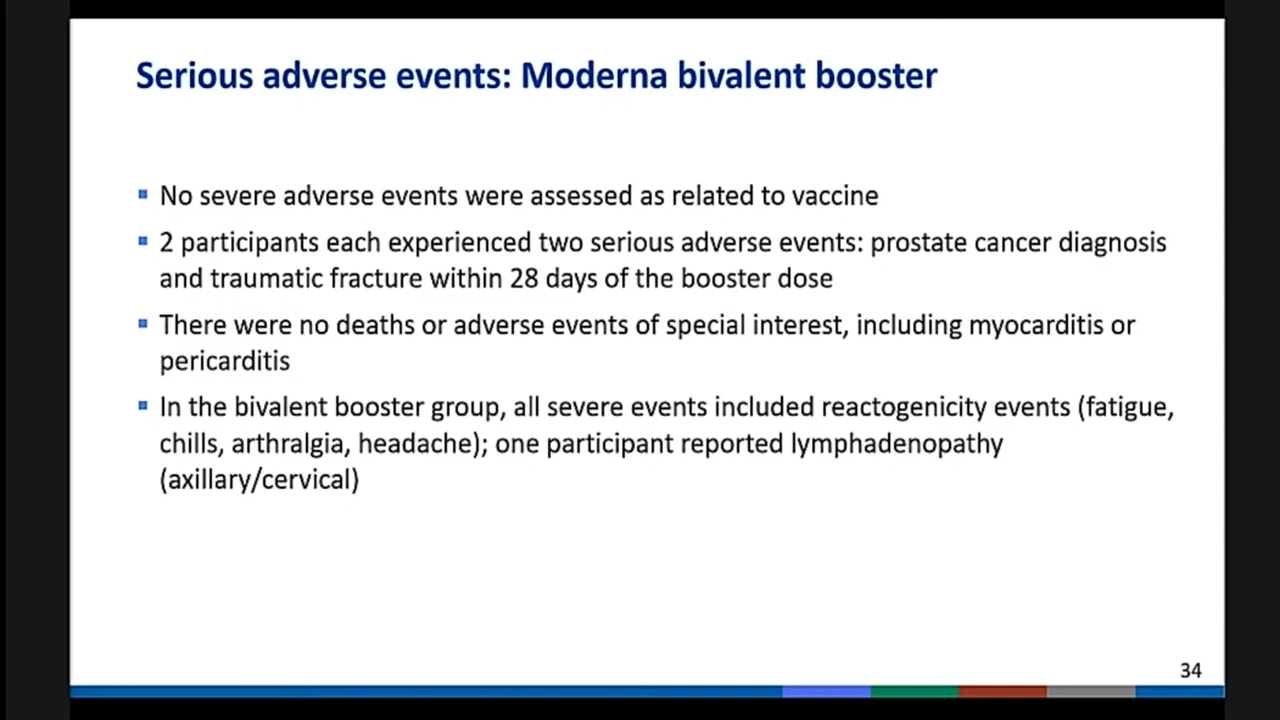 Serious adverse events: Moderna bivalent booster
▪ No severe adverse events were assessed as related to vaccine
▪ 2 participants each experienced two serious adverse events: prostate cancer diagnosis
and traumatic fracture within 28 days of the booster dose
▪ There were no deaths or adverse events of special interest, including myocarditis or
pericarditis
▪ In the bivalent booster group, all severe events included reactogenicity events (fatigue,
chills, arthralgia, headache); one participant reported lymphadenopathy
(axillary/cervical)
34